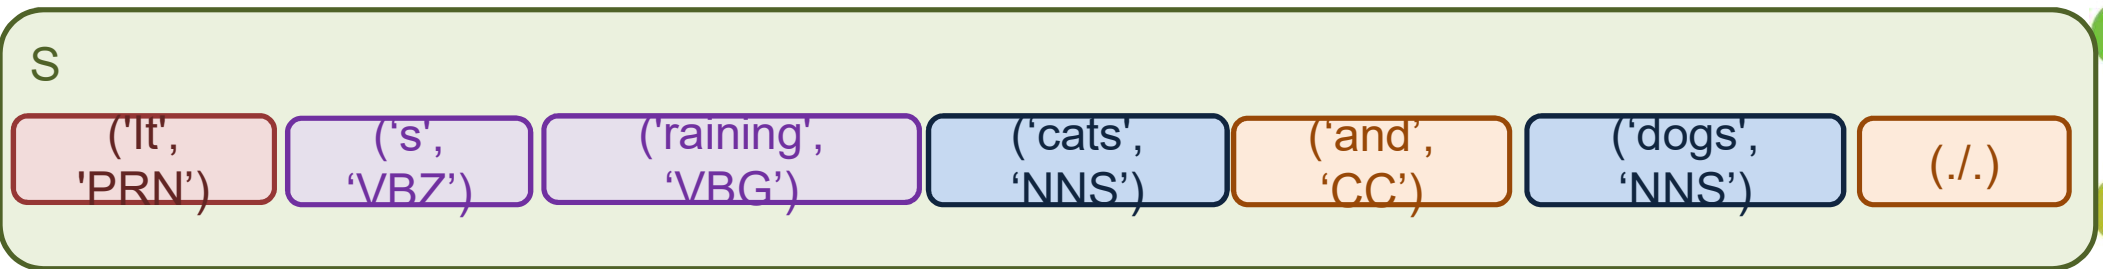 S
('It',
'PRN’)
(‘s',
‘VBZ’)
('raining',
‘VBG’)
(‘cats',
‘NNS’)
(‘and’,
‘CC’)
(‘dogs',
‘NNS’)
(./.)